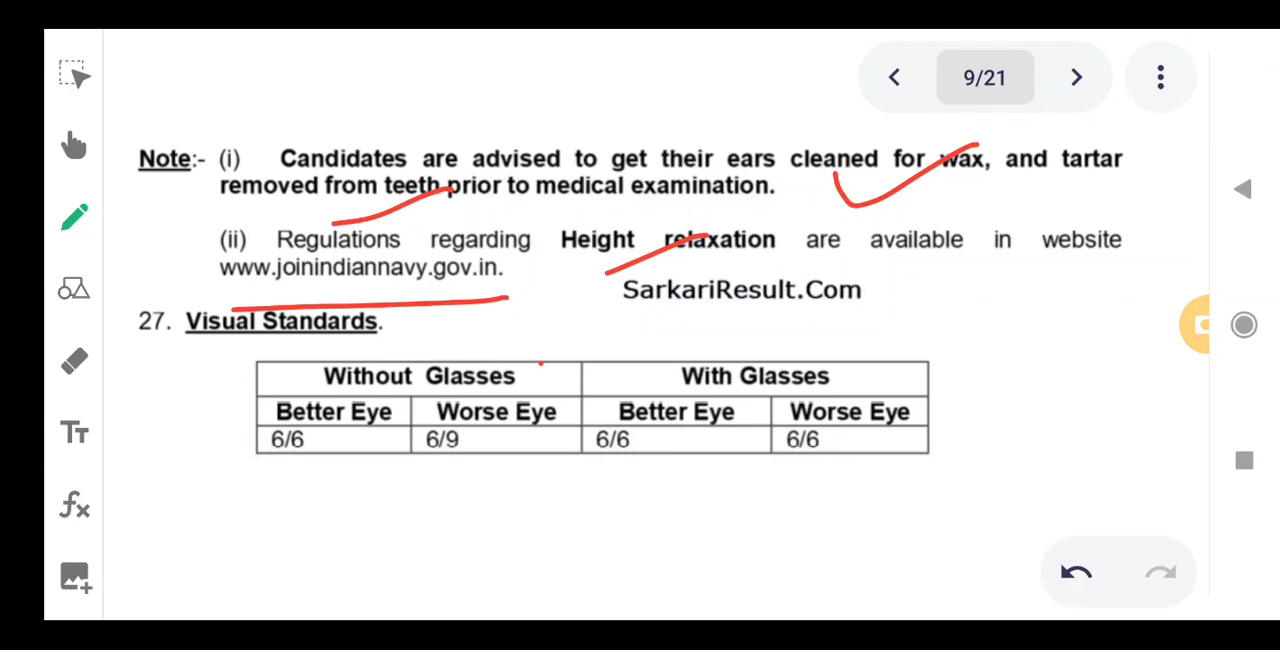 9/21
Note:- (i) Candidates are advised to get their ears cleaned for wax, and tartar
removed from teeth prior to medical examination.
(ii) Regulations regarding Height relaxation are available in website
www.joinindiannavy.gov.in.
SarkariResult.Com
27. Visual Standards.
Without Glasses With Glasses
Better Eye Worse Eye Better Eye Worse Eye
6/6 6/9 6/6 6/6
Tт
fx